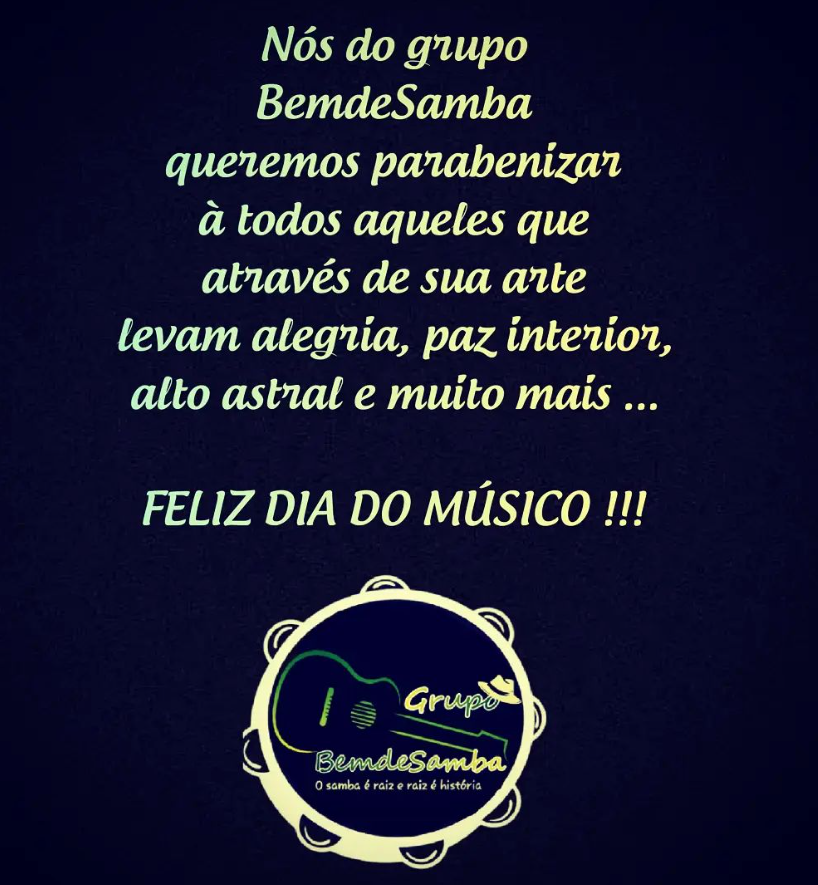 Nós do grupo
BemdeSamba
queremos parabenizar
à todos aqueles que
através de sua arte
levam alegria, paz interior,
alto astral e muito mais ...
FELIZ DIA DO MÚSICO !!!
Grupo
BemdeSamba
O samba é raiz e raiz é história